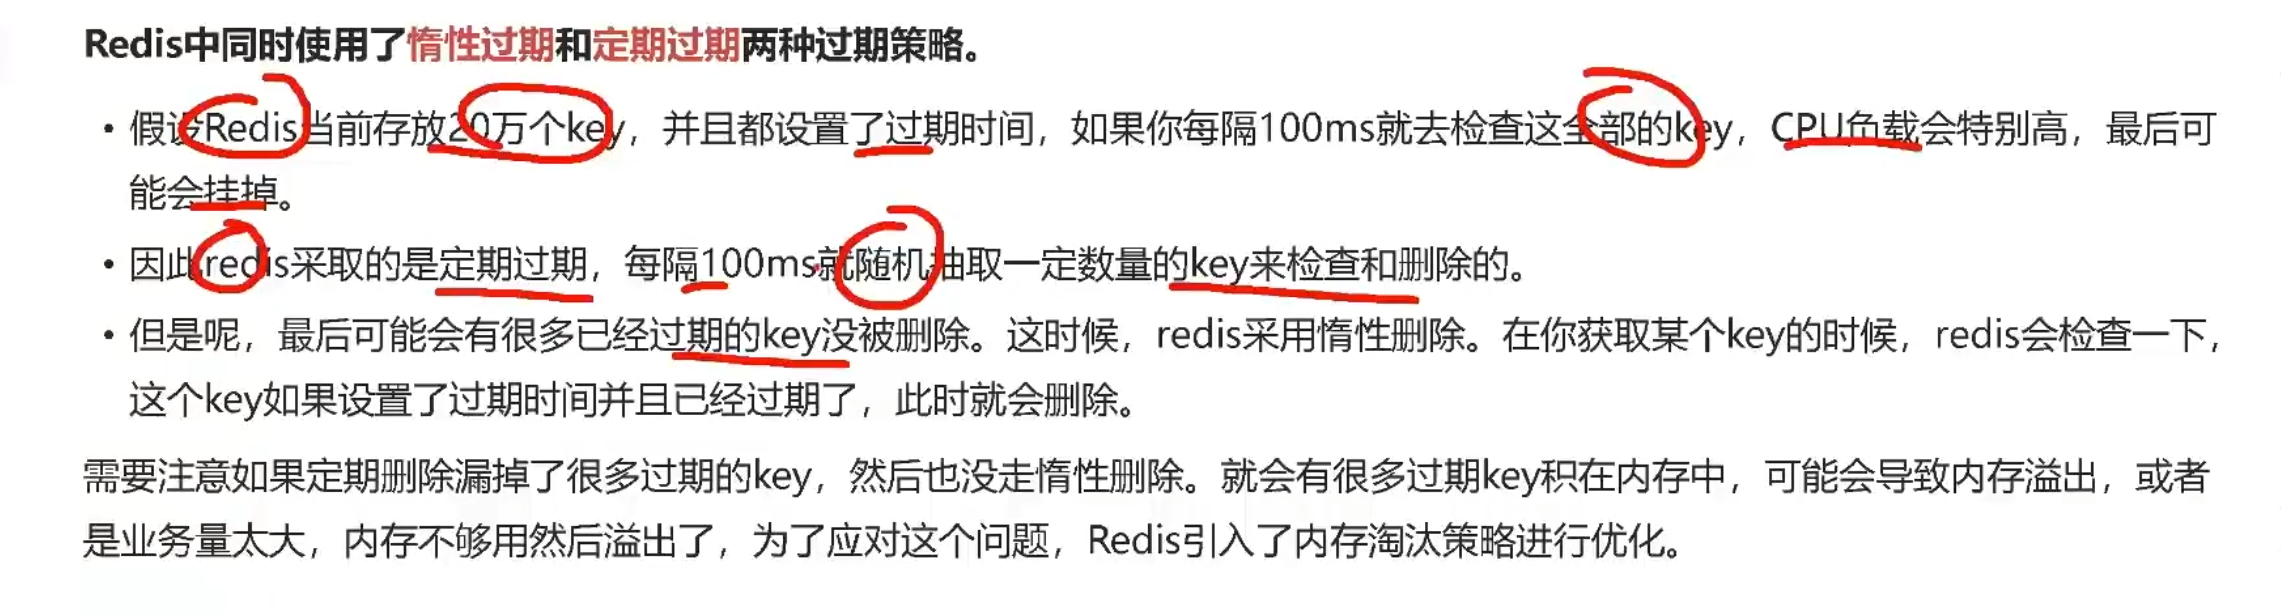 Redis中同时使用了惰性过期和定期过期两种过期策略。
• 假设Redis当前存放20万个key，并且都设置了过期时间，如果你每隔100ms就去检查这全部的key，CPU负载会特别高，最后可
能会挂掉。
• 因此redis采取的是定期过期，每隔100ms就随机抽取一定数量的key来检查和删除的。
• 但是呢，最后可能会有很多已经过期的key没被删除。这时候，redis采用惰性删除。在你获取某个key的时候，redis会检查一下，
这个key如果设置了过期时间并且已经过期了，此时就会删除。
需要注意如果定期删除漏掉了很多过期的key，然后也没走惰性删除。就会有很多过期key积在内存中，可能会导致内存溢出，或者
是业务量太大，内存不够用然后溢出了，为了应对这个问题，Redis引入了内存淘汰策略进行优化。